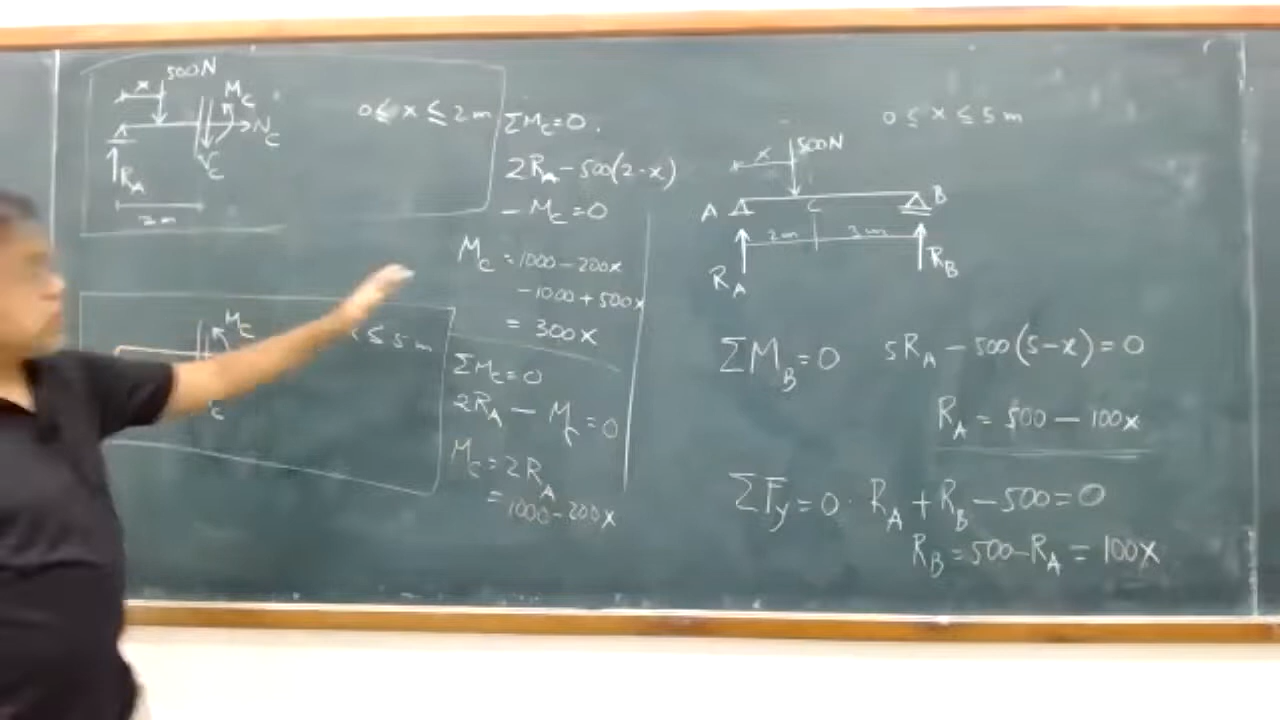 500N
x
M_C
N_C
V_C
R_A
2m
0 ≤ x ≤ 2 m
M_C
C
≤ 5 m
ΣM_C=0.
2R_A-500(2-x)
-M_C=0
M_C=1000-200x
-1000+500x
= 300x
ΣM_C=0
2R_A - M_C=0
M_C=2R_A
=1000-200x
0 ≤ x ≤ 5 m
x
500N
A
C
B
2m
3m
R_A
R_B
ΣM_B=0
5R_A-500(5-x)=0
R_A = 500-100x
ΣF_y=0. R_A+R_B-500=0
R_B=500-R_A=100x